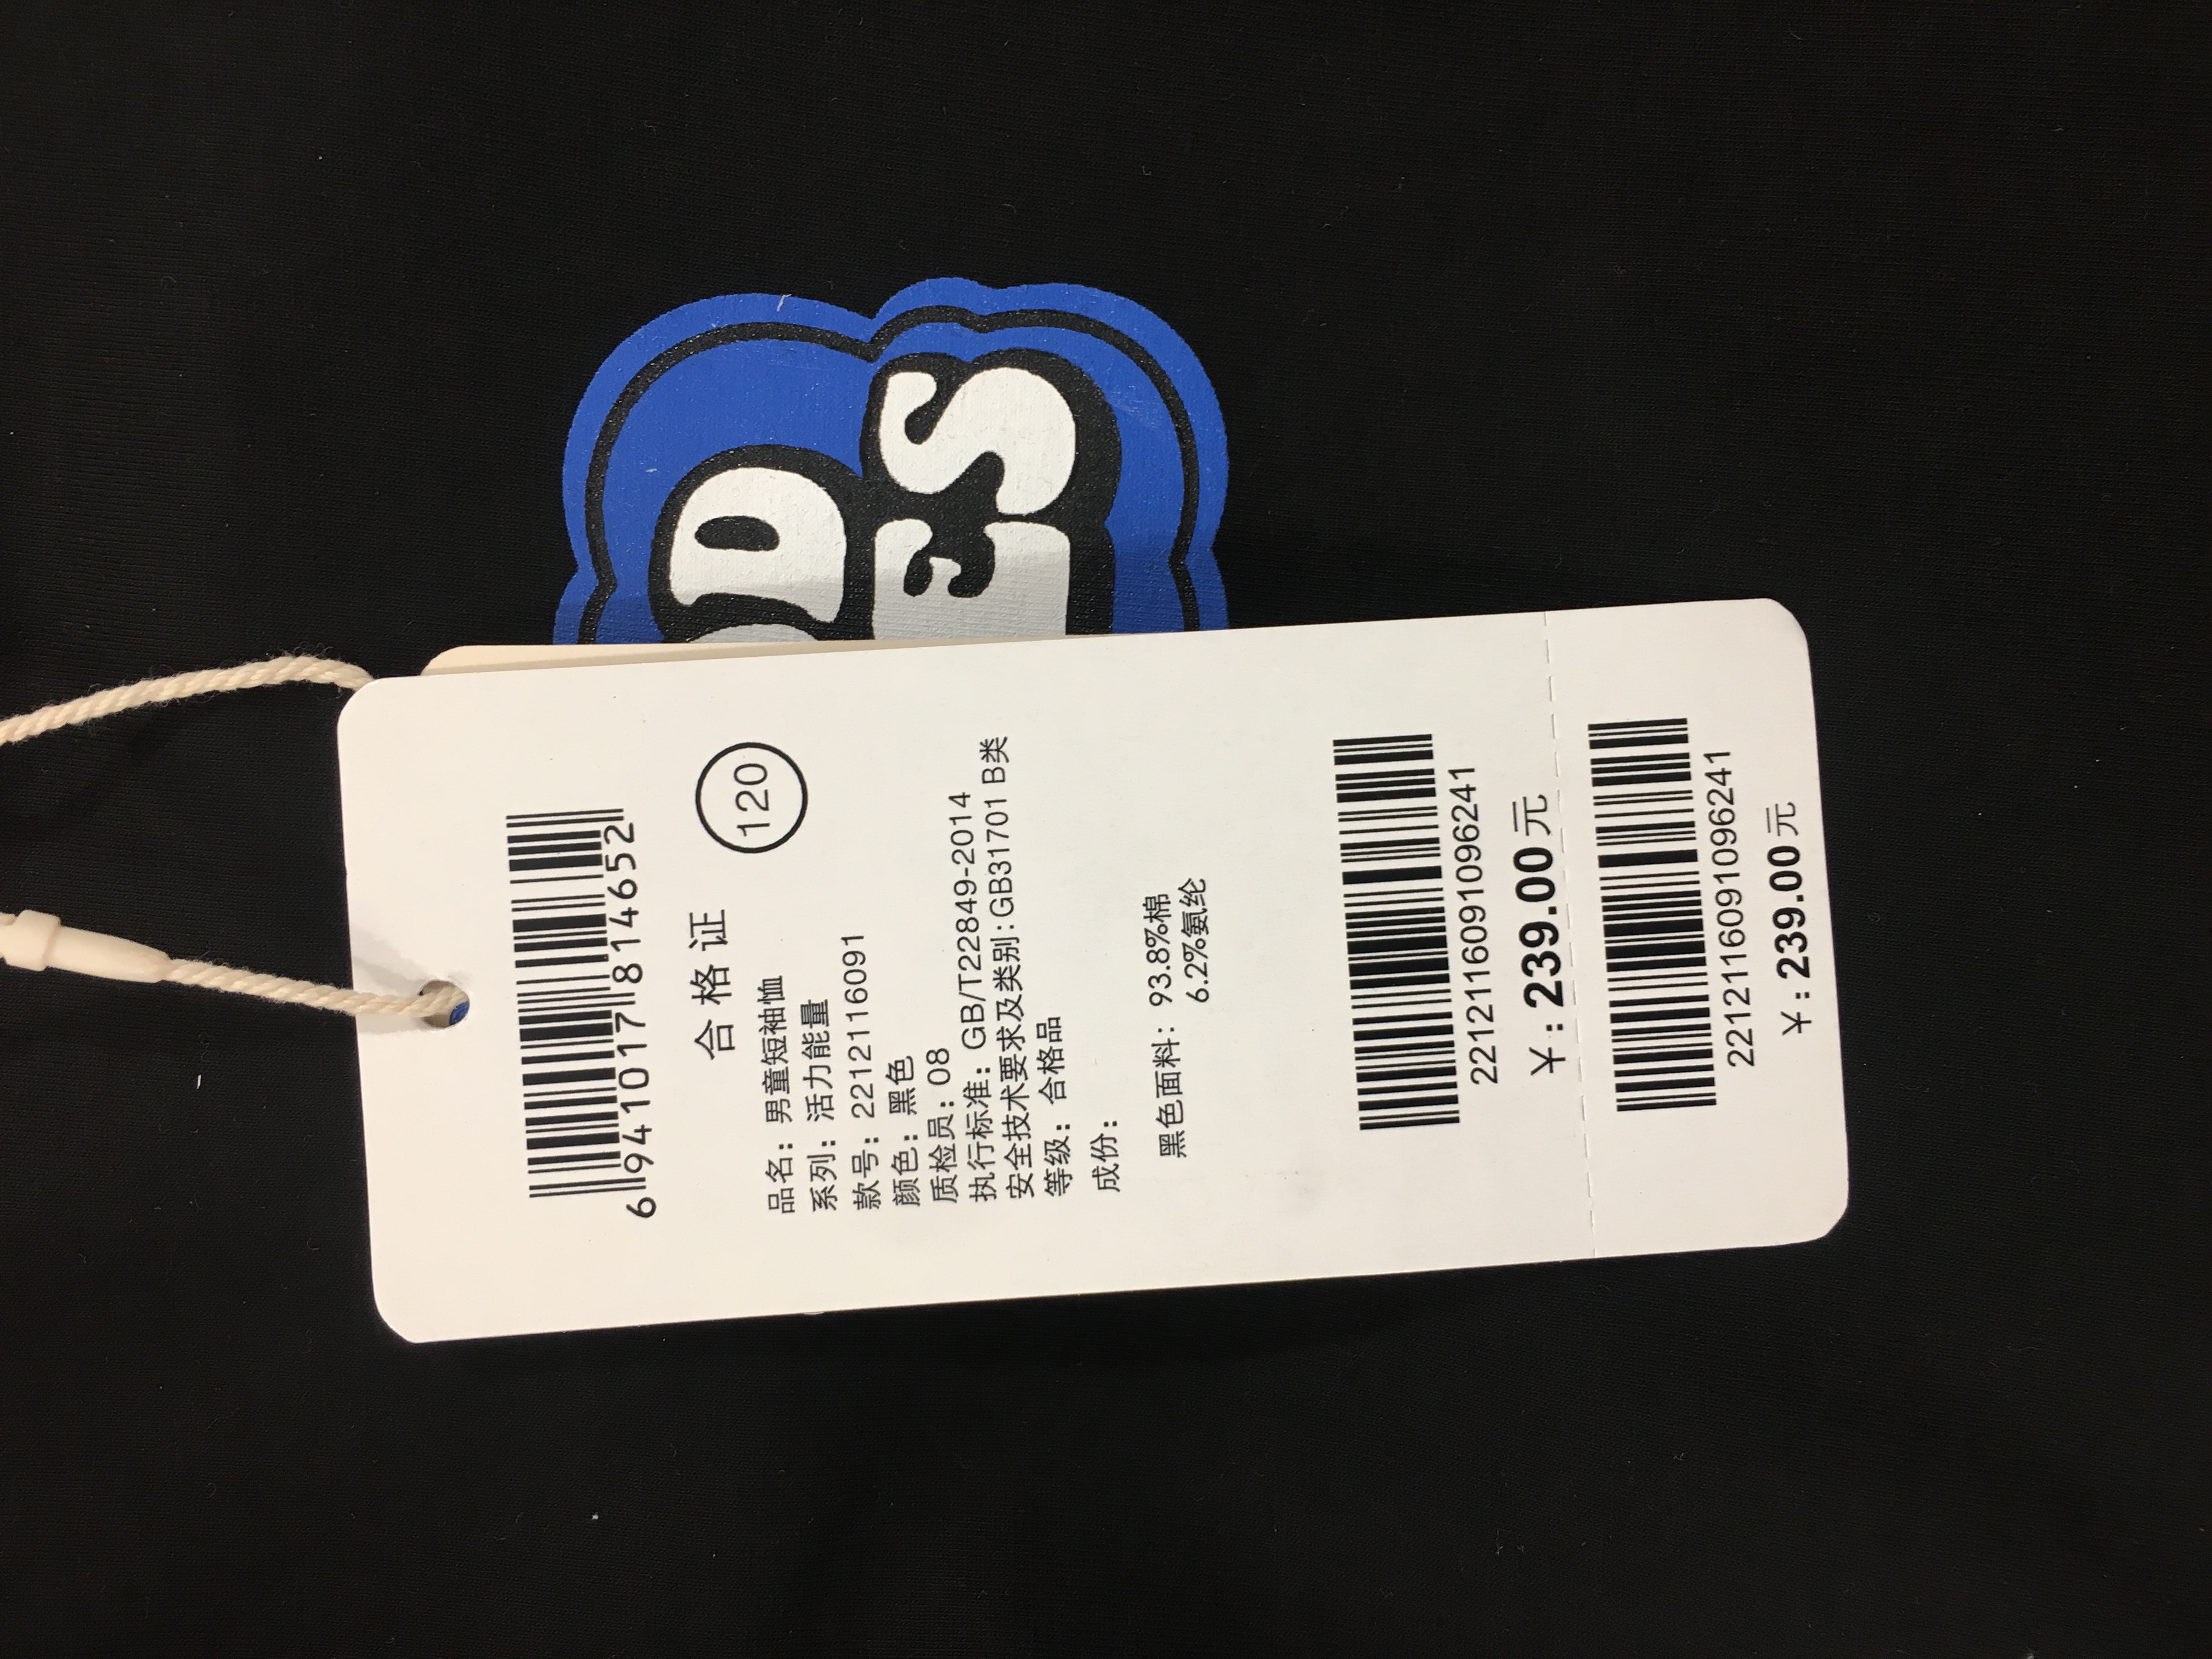 D
ES
6941017814652
合格证
120
品名：男童短袖恤
系列：活力能量
款号：221211116091
颜色：黑色
质检员：08
执行标准：GB/T22849-2014
安全技术要求及类别：GB31701 B类
等级：合格品
成份：
黑色面料：93.8%棉
6.2%氨纶
2212116091096241
￥：239.00元
2212116091096241
￥：239.00元